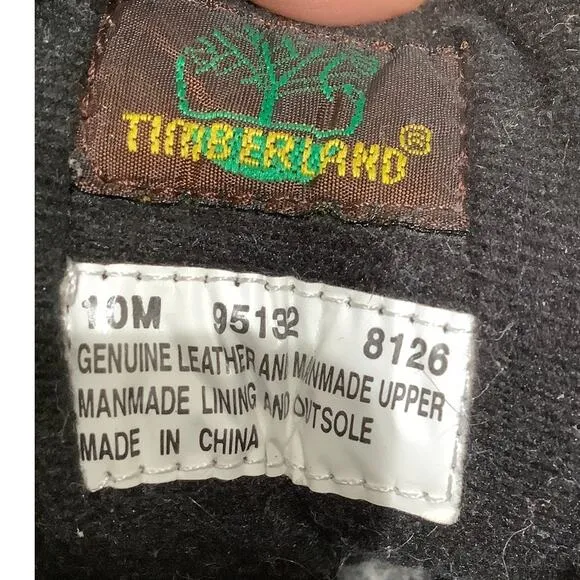 TIMBERLAND®
10M 95132 8126
GENUINE LEATHER AND MANMADE UPPER
MANMADE LINING AND OUTSOLE
MADE IN CHINA